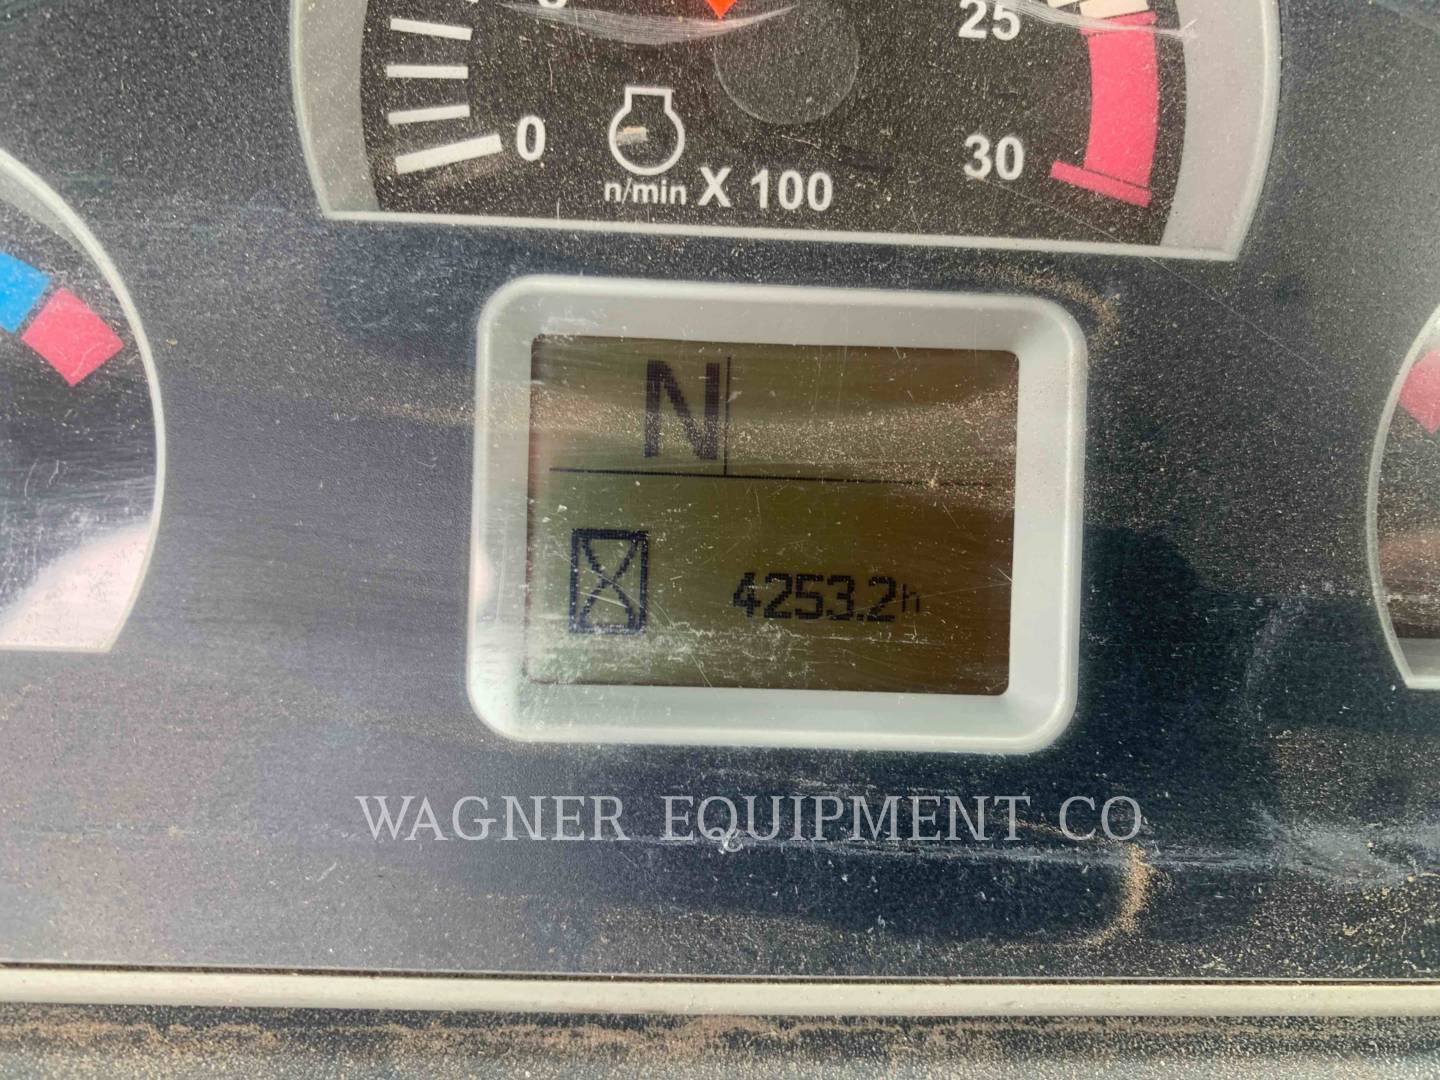 25
0
30
n/min X 100
N
4253.2h
WAGNER EQUIPMENT CO